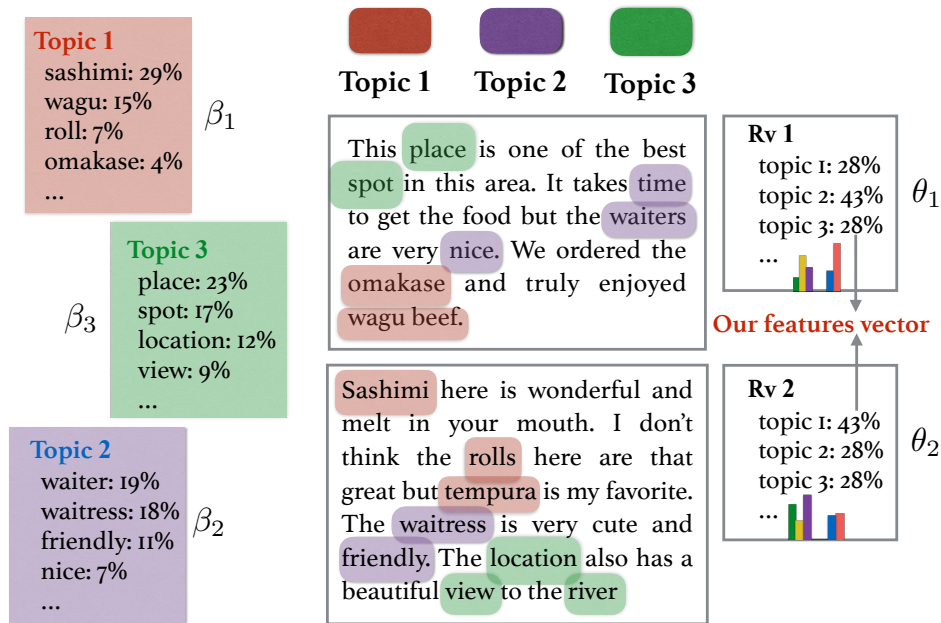 Topic 1
sashimi: 29%
wagu: 15%
roll: 7%
omakase: 4%
...
β1
Topic 3
place: 23%
spot: 17%
location: 12%
view: 9%
...
β3
Topic 2
waiter: 19%
waitress: 18%
friendly: 11%
nice: 7%
...
β2
Topic 1
Topic 2
Topic 3
This place is one of the best
spot in this area. It takes time
to get the food but the waiters
are very nice. We ordered the
omakase and truly enjoyed
wagu beef.
Sashimi here is wonderful and
melt in your mouth. I don't
think the rolls here are that
great but tempura is my favorite.
The waitress is very cute and
friendly. The location also has a
beautiful view to the river
Rv 1
topic 1: 28%
topic 2: 43%
topic 3: 28%
...
θ1
Our features vector
Rv 2
topic 1: 43%
topic 2: 28%
topic 3: 28%
...
θ2